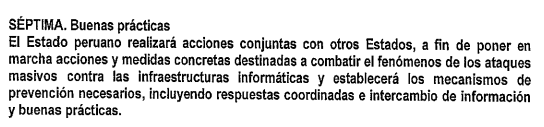 SÉPTIMA. Buenas prácticas
El Estado peruano realizará acciones conjuntas con otros Estados, a fin de poner en
marcha acciones y medidas concretas destinadas a combatir el fenómenos de los ataques
masivos contra las infraestructuras informáticas y establecerá los mecanismos de
prevención necesarios, incluyendo respuestas coordinadas e intercambio de información
y buenas prácticas.